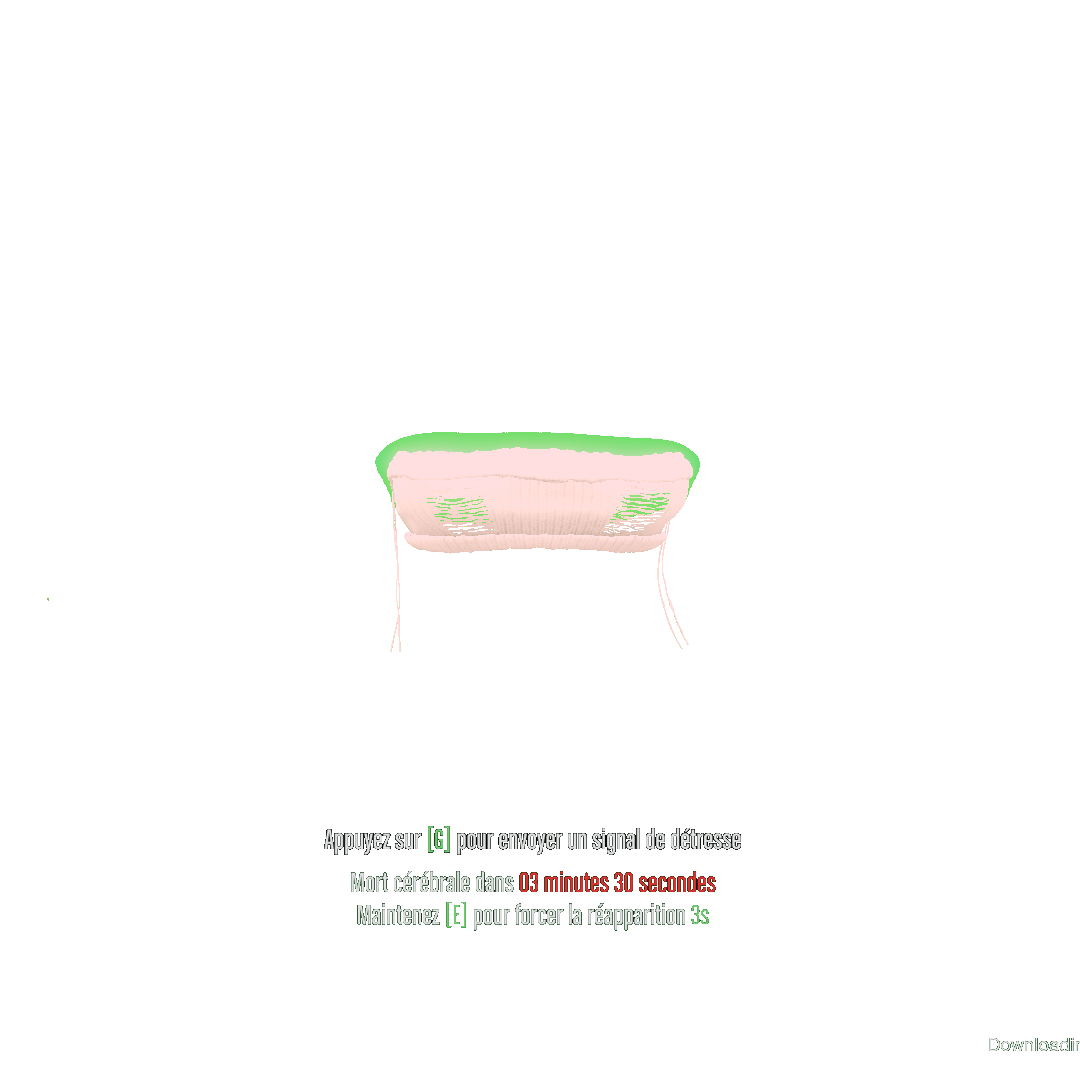 Appuyez sur [G] pour envoyer un signal de détresse
Mort cérébrale dans 03 minutes 30 secondes
Maintenez [E] pour forcer la réapparition 3s
Downloadir